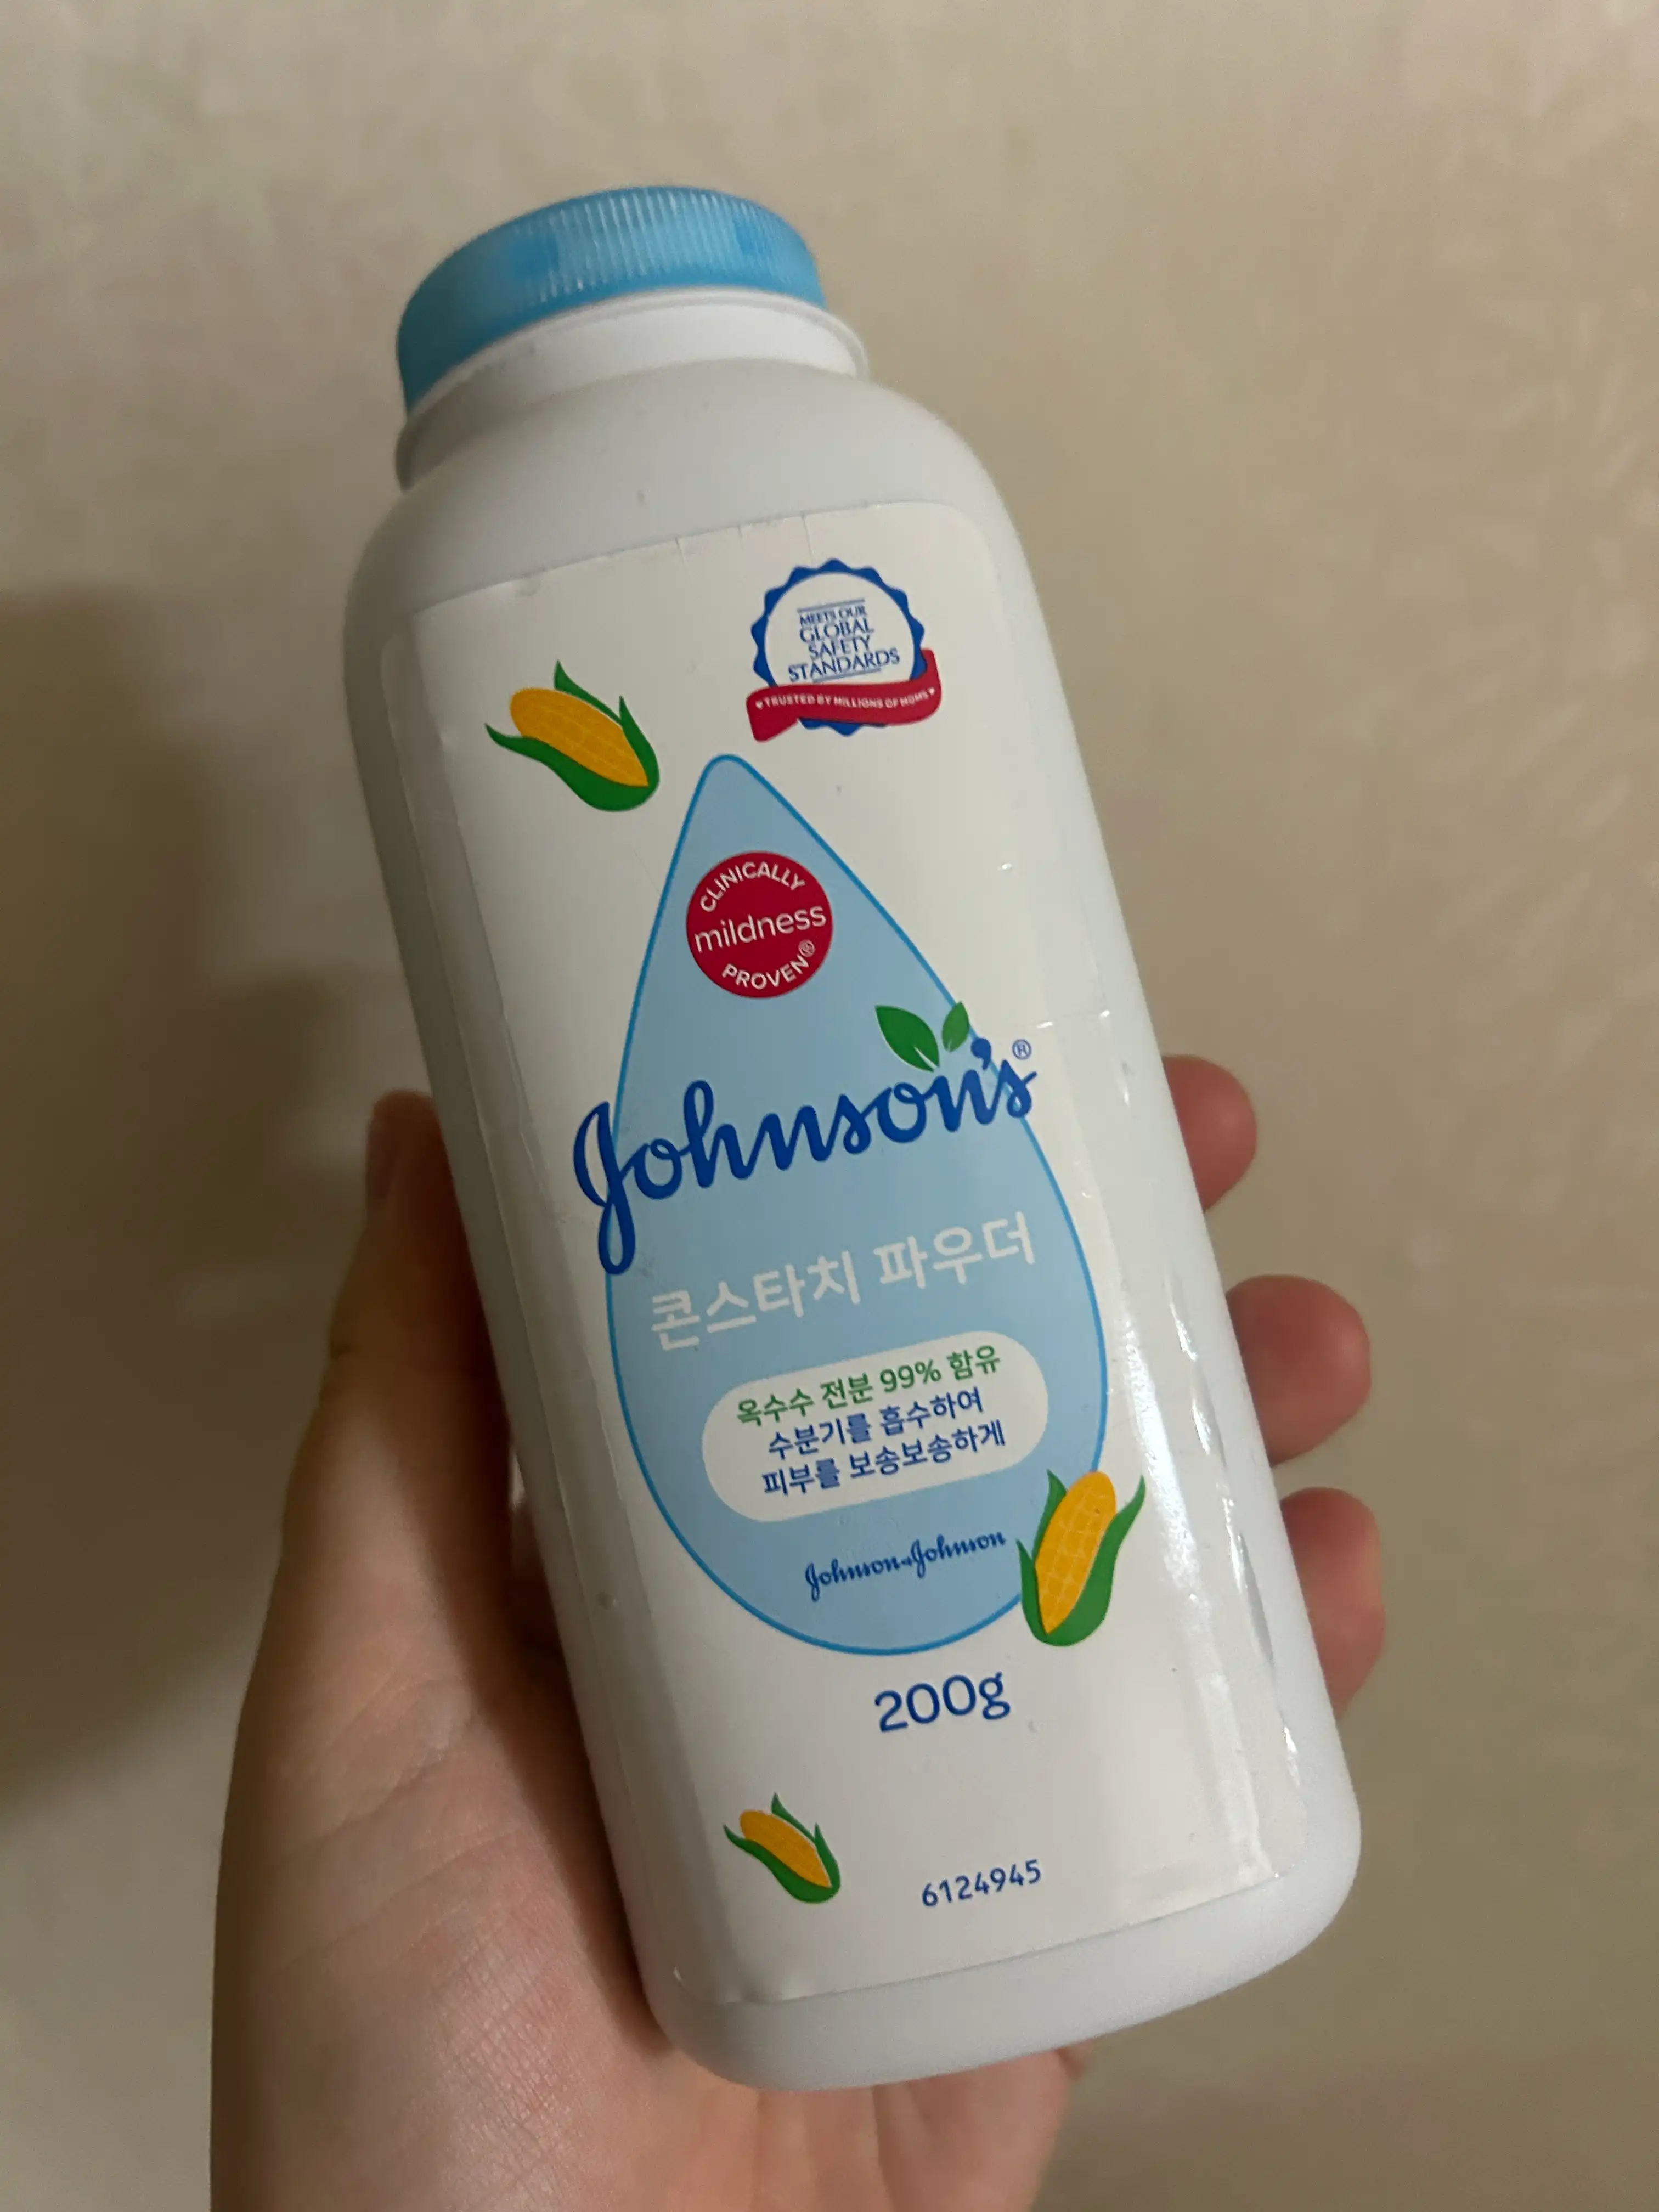 MEETS OUR
GLOBAL
SAFETY
STANDARDS
♥ TRUSTED BY MILLIONS OF MOMS ♥
CLINICALLY
mildness
PROVEN®
Johnson's®
콘스타치 파우더
옥수수 전분 99% 함유
수분기를 흡수하여
피부를 보송보송하게
Johnson & Johnson
200g
6124945